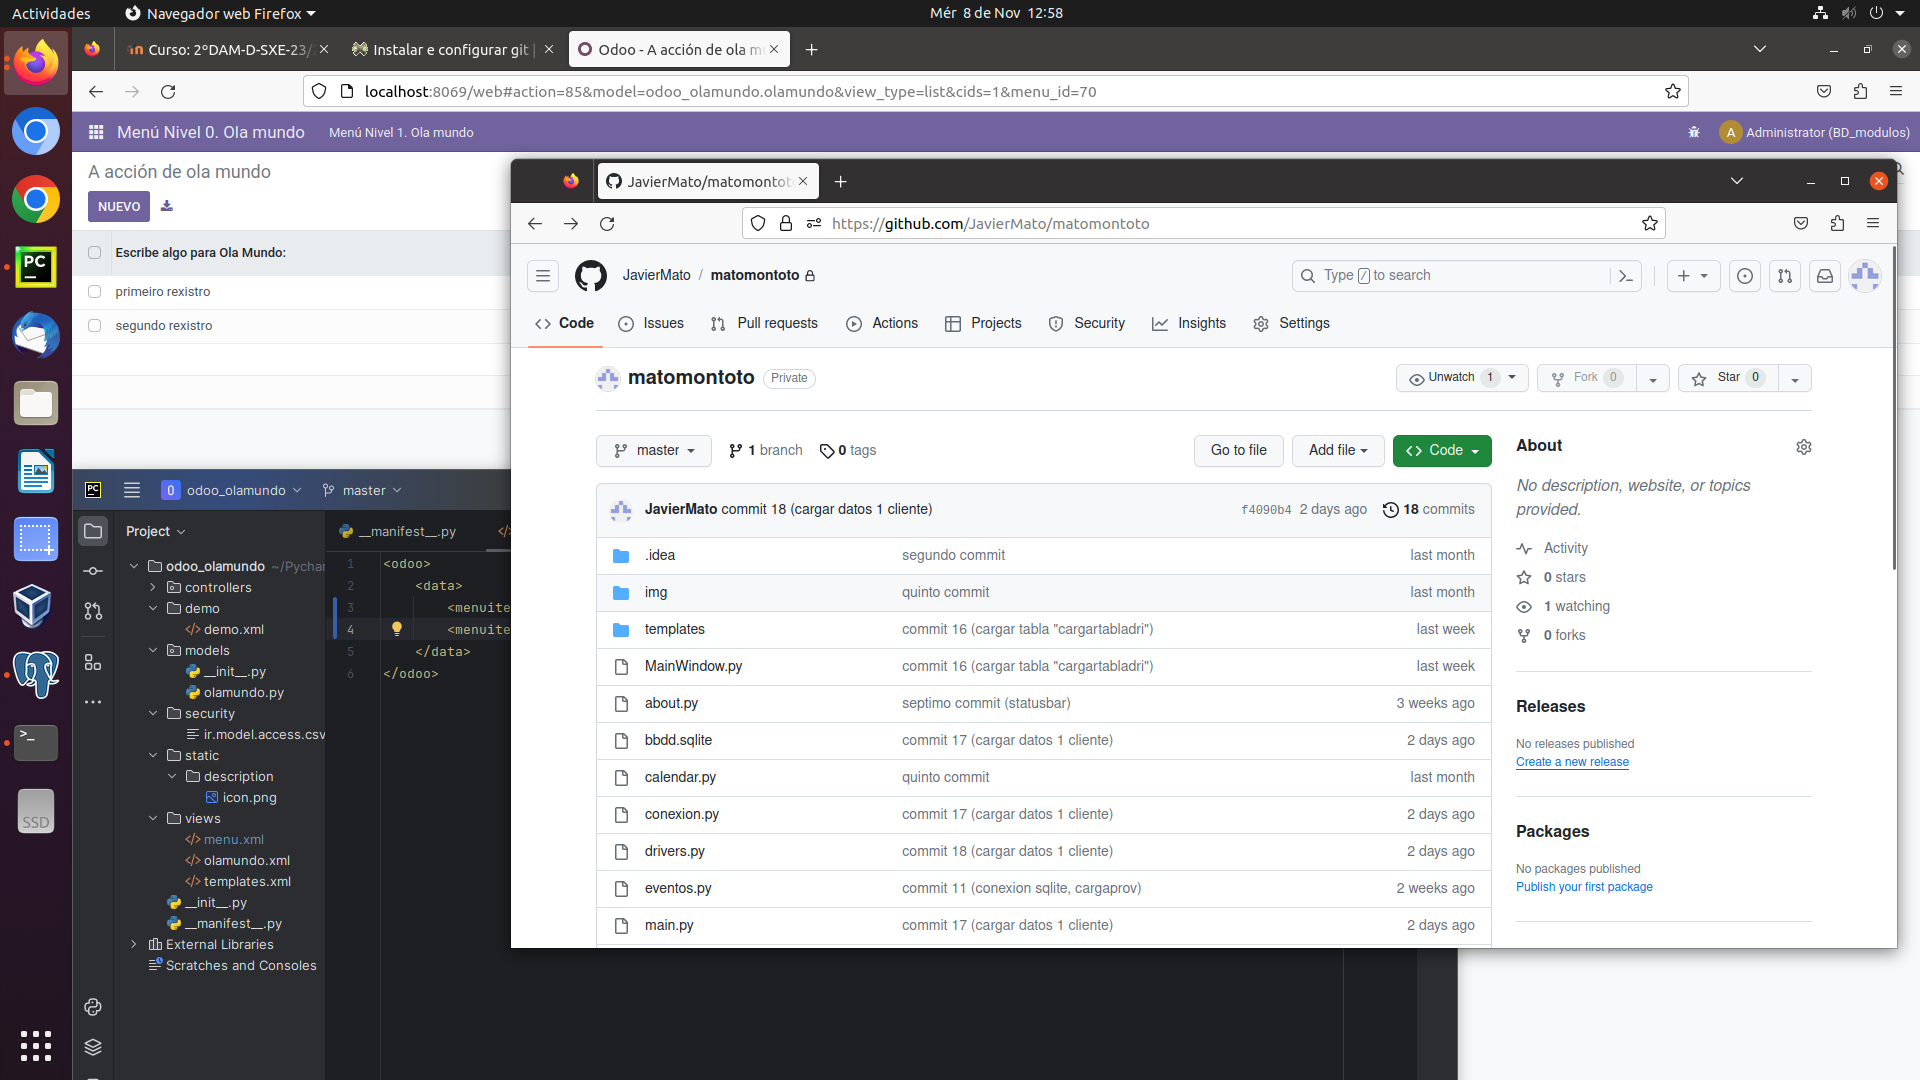 Actividades
Navegador web Firefox
Mér 8 de Nov 12:58
Curso: 2ºDAM-D-SXE-23/
Instalar e configurar git |
Odoo - A acción de ola m
localhost:8069/web#action=85&model=odoo_olamundo.olamundo&view_type=list&cids=1&menu_id=70
Menú Nivel 0. Ola mundo
Menú Nivel 1. Ola mundo
A Administrator (BD_modulos)
A acción de ola mundo
NUEVO
Escribe algo para Ola Mundo:
primeiro rexistro
segundo rexistro
JavierMato/matomontot
https://github.com/JavierMato/matomontoto
JavierMato / matomontoto
Type / to search
Code
Issues
Pull requests
Actions
Projects
Security
Insights
Settings
matomontoto Private
Unwatch 1
Fork 0
Star 0
master
1 branch
0 tags
Go to file
Add file
Code
JavierMato commit 18 (cargar datos 1 cliente)
f4090b4 2 days ago
18 commits
.idea segundo commit last month
img quinto commit last month
templates commit 16 (cargar tabla "cargartabladri") last week
MainWindow.py commit 16 (cargar tabla "cargartabladri") last week
about.py septimo commit (statusbar) 3 weeks ago
bbdd.sqlite commit 17 (cargar datos 1 cliente) 2 days ago
calendar.py quinto commit last month
conexion.py commit 17 (cargar datos 1 cliente) 2 days ago
drivers.py commit 18 (cargar datos 1 cliente) 2 days ago
eventos.py commit 11 (conexion sqlite, cargaprov) 2 weeks ago
main.py commit 17 (cargar datos 1 cliente) 2 days ago
About
No description, website, or topics
provided.
Activity
0 stars
1 watching
0 forks
Releases
No releases published
Create a new release
Packages
No packages published
Publish your first package
PC
O odoo_olamundo
master
Project
__manifest__.py
odoo_olamundo ~/Pychar
controllers
demo
demo.xml
models
__init__.py
olamundo.py
security
ir.model.access.csv
static
description
icon.png
views
menu.xml
olamundo.xml
templates.xml
__init__.py
__manifest__.py
External Libraries
Scratches and Consoles
1 <odoo>
2 <data>
3 <menuite
4 <menuite
5 </data>
6 </odoo>
PC
SSD